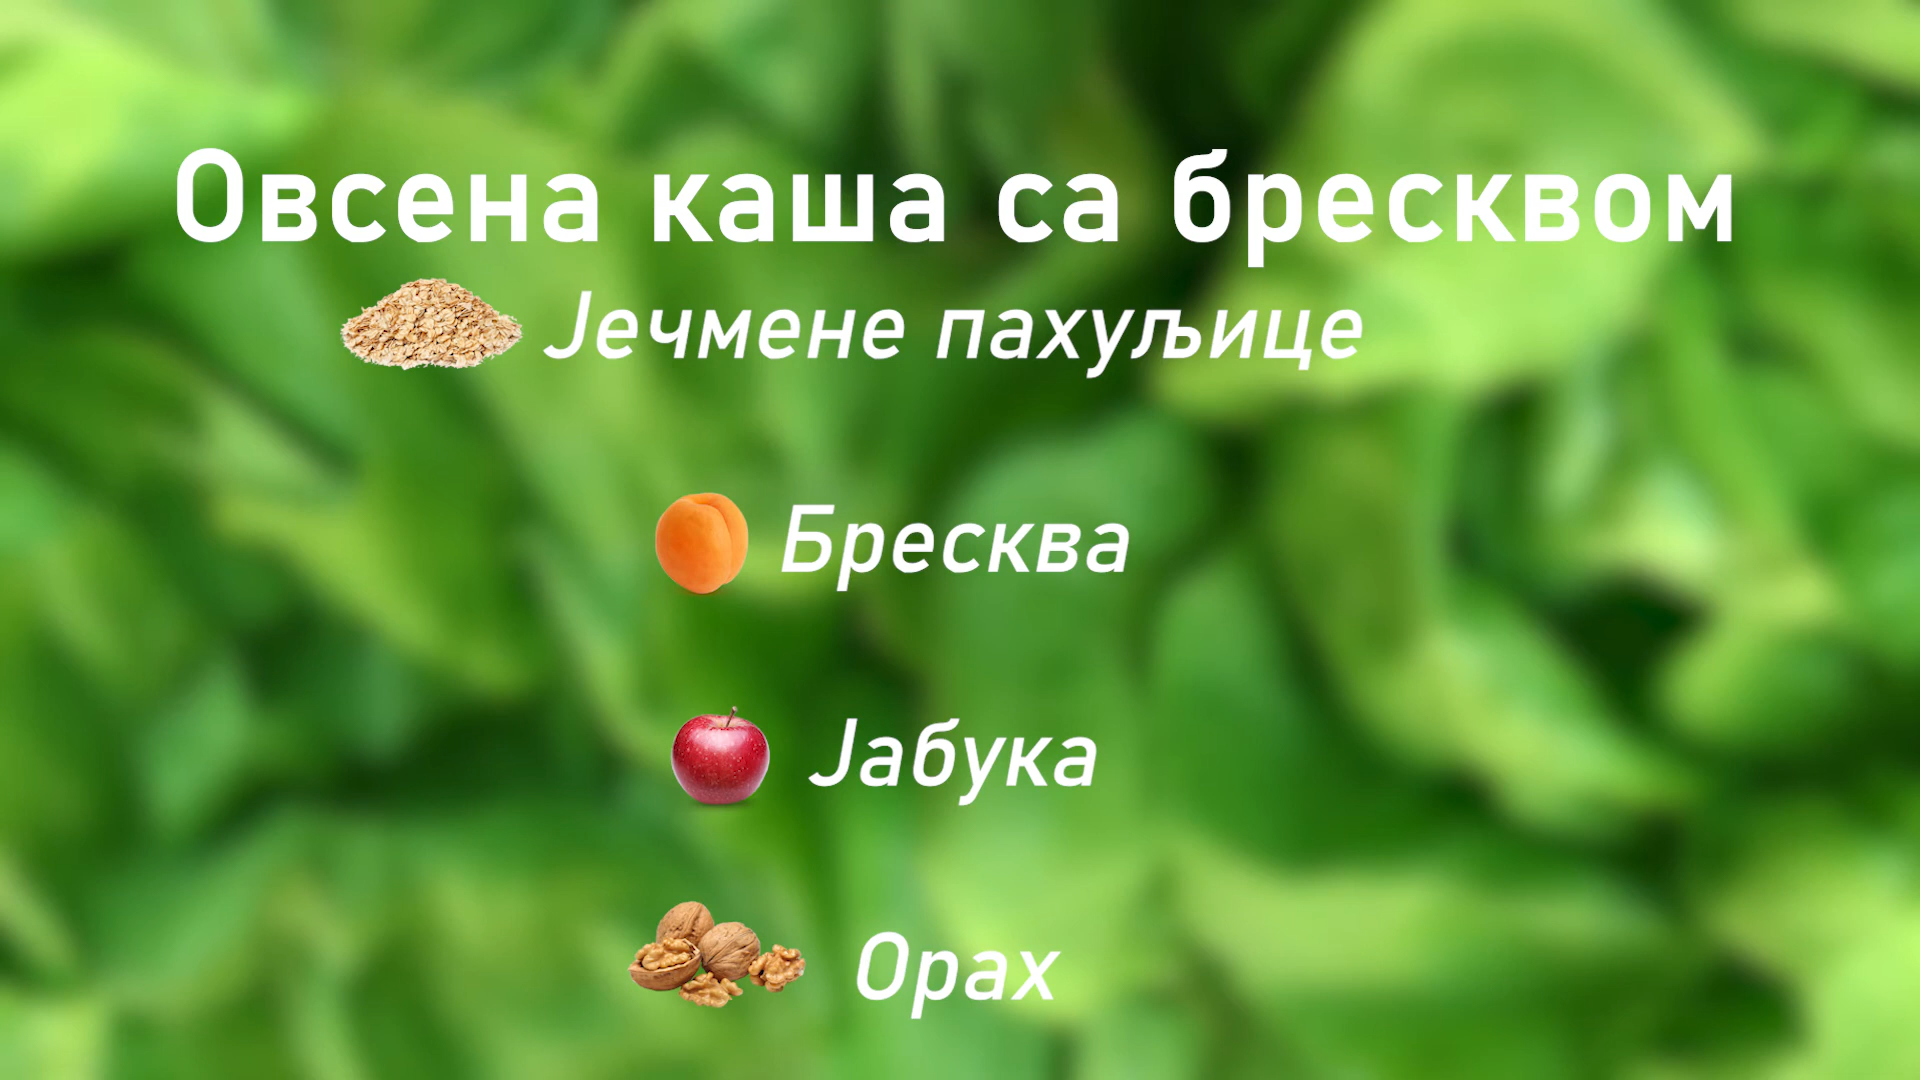 Овсена каша са бресквом
Јечмене пахуљице
Бресква
Јабука
Орах